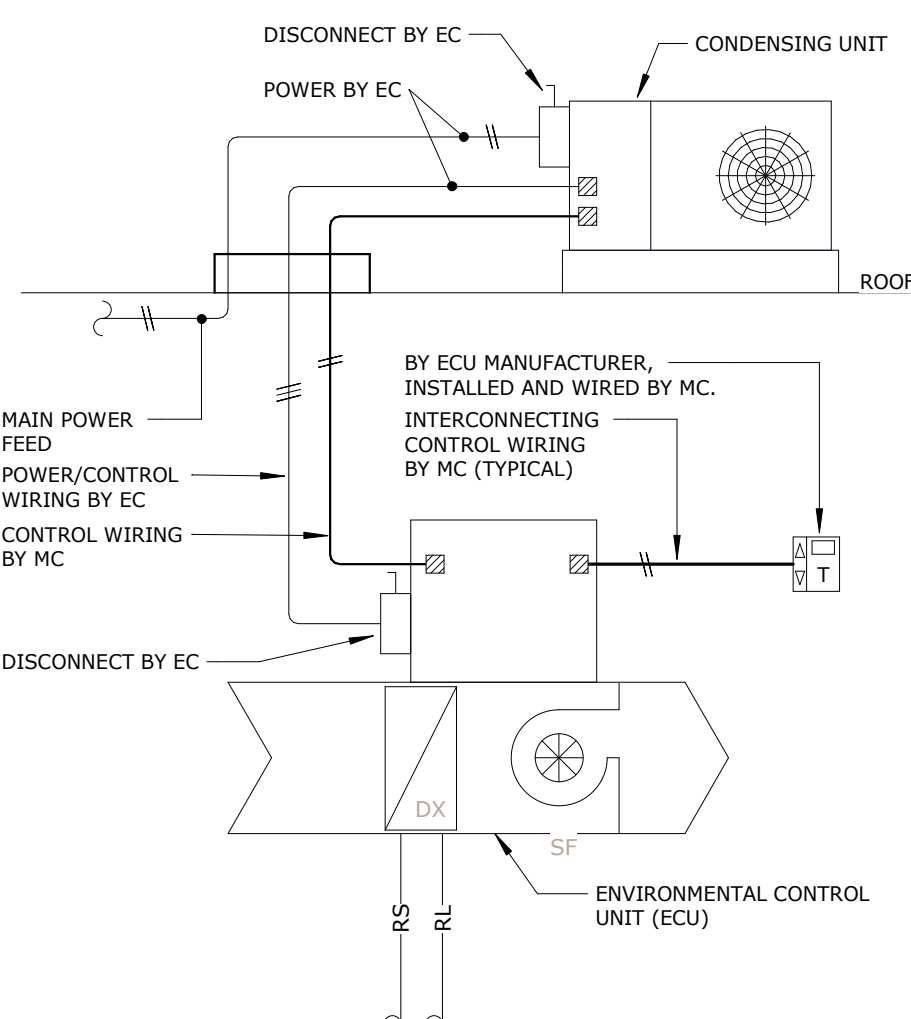 DISCONNECT BY EC
CONDENSING UNIT
POWER BY EC
ROOF
BY ECU MANUFACTURER,
INSTALLED AND WIRED BY MC.
MAIN POWER
FEED
INTERCONNECTING
CONTROL WIRING
BY MC (TYPICAL)
POWER/CONTROL
WIRING BY EC
CONTROL WIRING
BY MC
T
DISCONNECT BY EC
DX
SF
ENVIRONMENTAL CONTROL
UNIT (ECU)
RS
RL